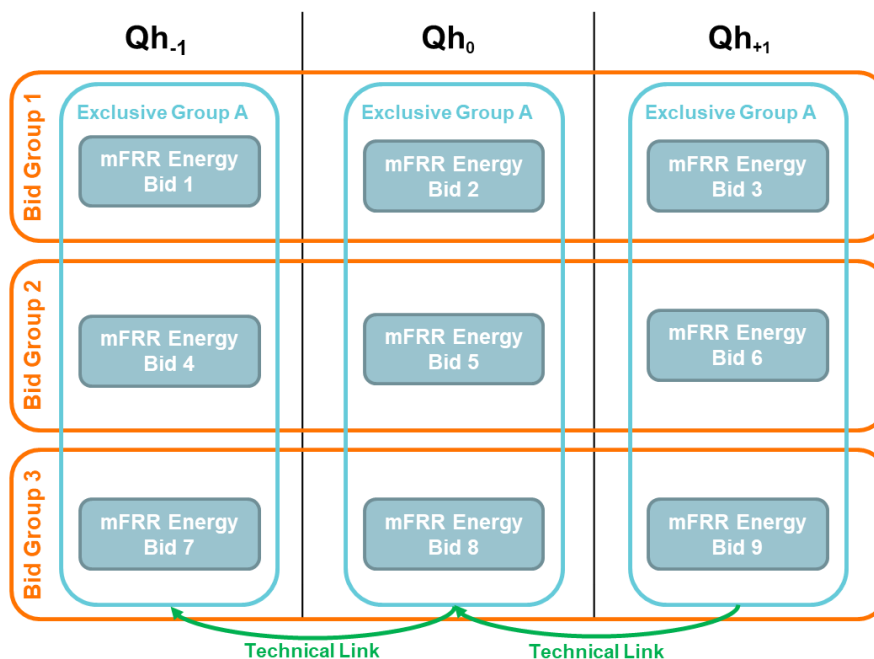 Qh-1
Qh0
Qh+1
Bid Group 1
Exclusive Group A
Exclusive Group A
Exclusive Group A
mFRR Energy
Bid 1
mFRR Energy
Bid 2
mFRR Energy
Bid 3
Bid Group 2
mFRR Energy
Bid 4
mFRR Energy
Bid 5
mFRR Energy
Bid 6
Bid Group 3
mFRR Energy
Bid 7
mFRR Energy
Bid 8
mFRR Energy
Bid 9
Technical Link
Technical Link